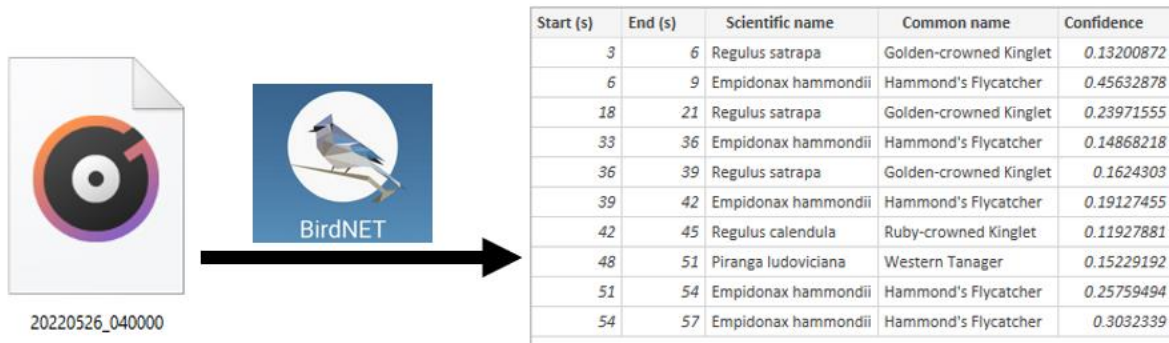 20220526_040000
BirdNET
Start (s) End (s) Scientific name Common name Confidence
3 6 Regulus satrapa Golden-crowned Kinglet 0.13200872
6 9 Empidonax hammondii Hammond's Flycatcher 0.45632878
18 21 Regulus satrapa Golden-crowned Kinglet 0.23971555
33 36 Empidonax hammondii Hammond's Flycatcher 0.14868218
36 39 Regulus satrapa Golden-crowned Kinglet 0.1624303
39 42 Empidonax hammondii Hammond's Flycatcher 0.19127455
42 45 Regulus calendula Ruby-crowned Kinglet 0.11927881
48 51 Piranga ludoviciana Western Tanager 0.15229192
51 54 Empidonax hammondii Hammond's Flycatcher 0.25759494
54 57 Empidonax hammondii Hammond's Flycatcher 0.3032339